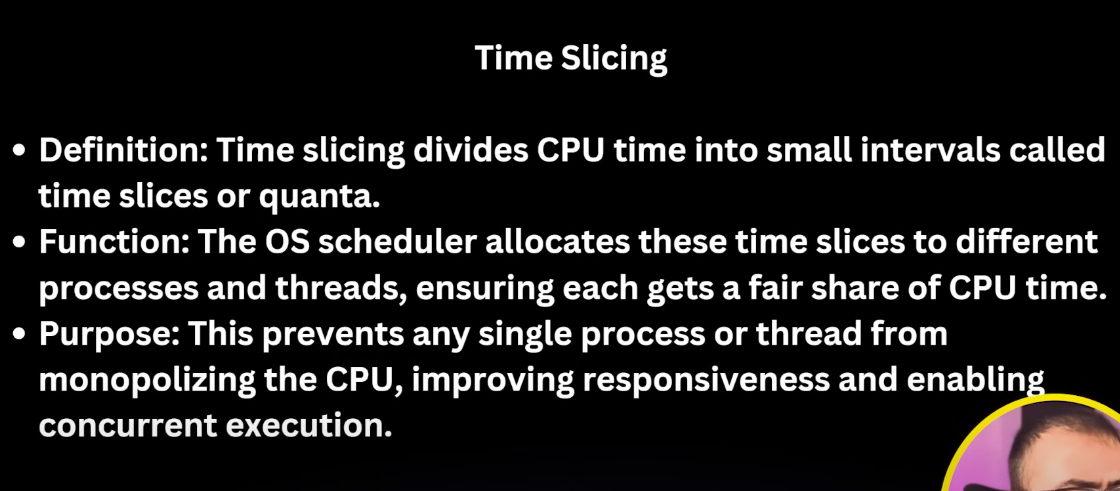 Time Slicing
• Definition: Time slicing divides CPU time into small intervals called
time slices or quanta.
• Function: The OS scheduler allocates these time slices to different
processes and threads, ensuring each gets a fair share of CPU time.
• Purpose: This prevents any single process or thread from
monopolizing the CPU, improving responsiveness and enabling
concurrent execution.